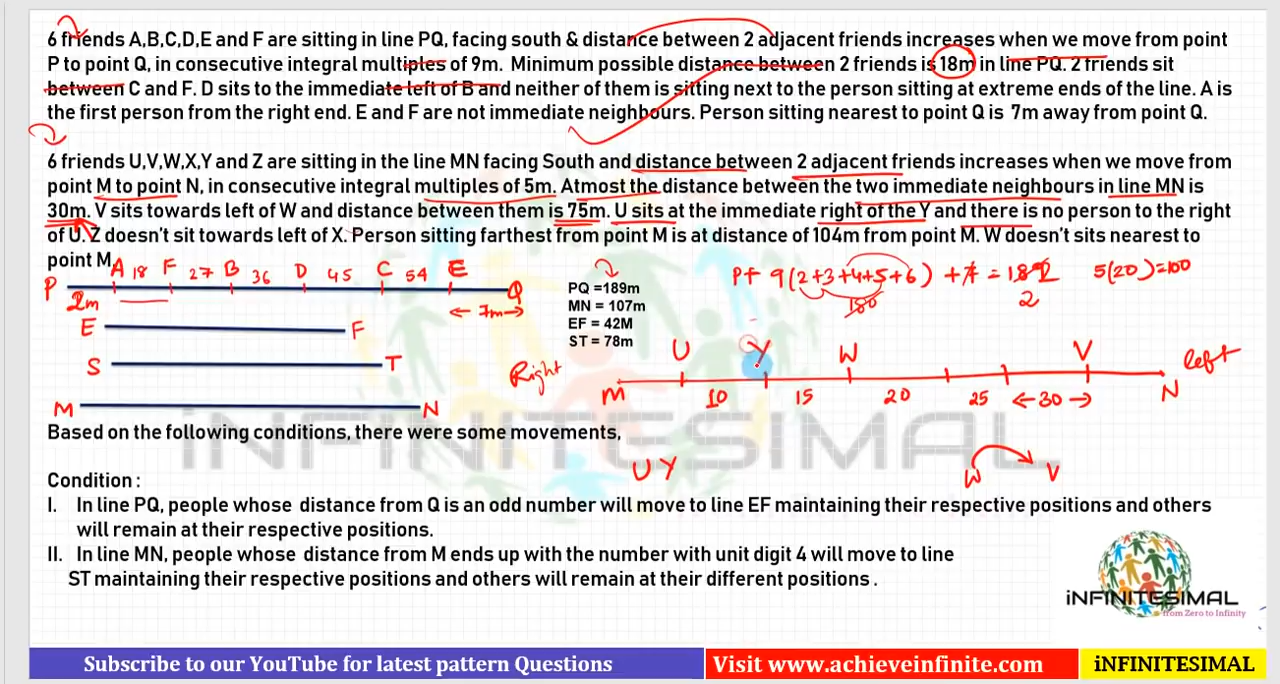 6 friends A,B,C,D,E and F are sitting in line PQ, facing south & distance between 2 adjacent friends increases when we move from point
P to point Q, in consecutive integral multiples of 9m. Minimum possible distance between 2 friends is 18m in line PQ. 2 friends sit
between C and F. D sits to the immediate left of B and neither of them is sitting next to the person sitting at extreme ends of the line. A is
the first person from the right end. E and F are not immediate neighbours. Person sitting nearest to point Q is 7m away from point Q.
6 friends U,V,W,X,Y and Z are sitting in the line MN facing South and distance between 2 adjacent friends increases when we move from
point M to point N, in consecutive integral multiples of 5m. Atmost the distance between the two immediate neighbours in line MN is
30m. V sits towards left of W and distance between them is 75m. U sits at the immediate right of the Y and there is no person to the right
of U. Z doesn't sit towards left of X. Person sitting farthest from point M is at distance of 104m from point M. W doesn't sits nearest to
point M.
A 18 F 27 B 36 D 45 C 54 E
P Q
2m 7m
PQ =189m
MN = 107m
EF = 42M
ST = 78m
P+ 9(2+3+4+5+6) +7 = 189
180 2
5(20)=100
E F
S T
M N
Right U Y W V left
M 10 15 20 25 30 N
U Y W V
Based on the following conditions, there were some movements,
Condition :
I. In line PQ, people whose distance from Q is an odd number will move to line EF maintaining their respective positions and others
will remain at their respective positions.
II. In line MN, people whose distance from M ends up with the number with unit digit 4 will move to line
ST maintaining their respective positions and others will remain at their different positions .
iNFINITESIMAL
iNFINITESIMAL
from Zero to Infinity
Subscribe to our YouTube for latest pattern Questions
Visit www.achieveinfinite.com
iNFINITESIMAL